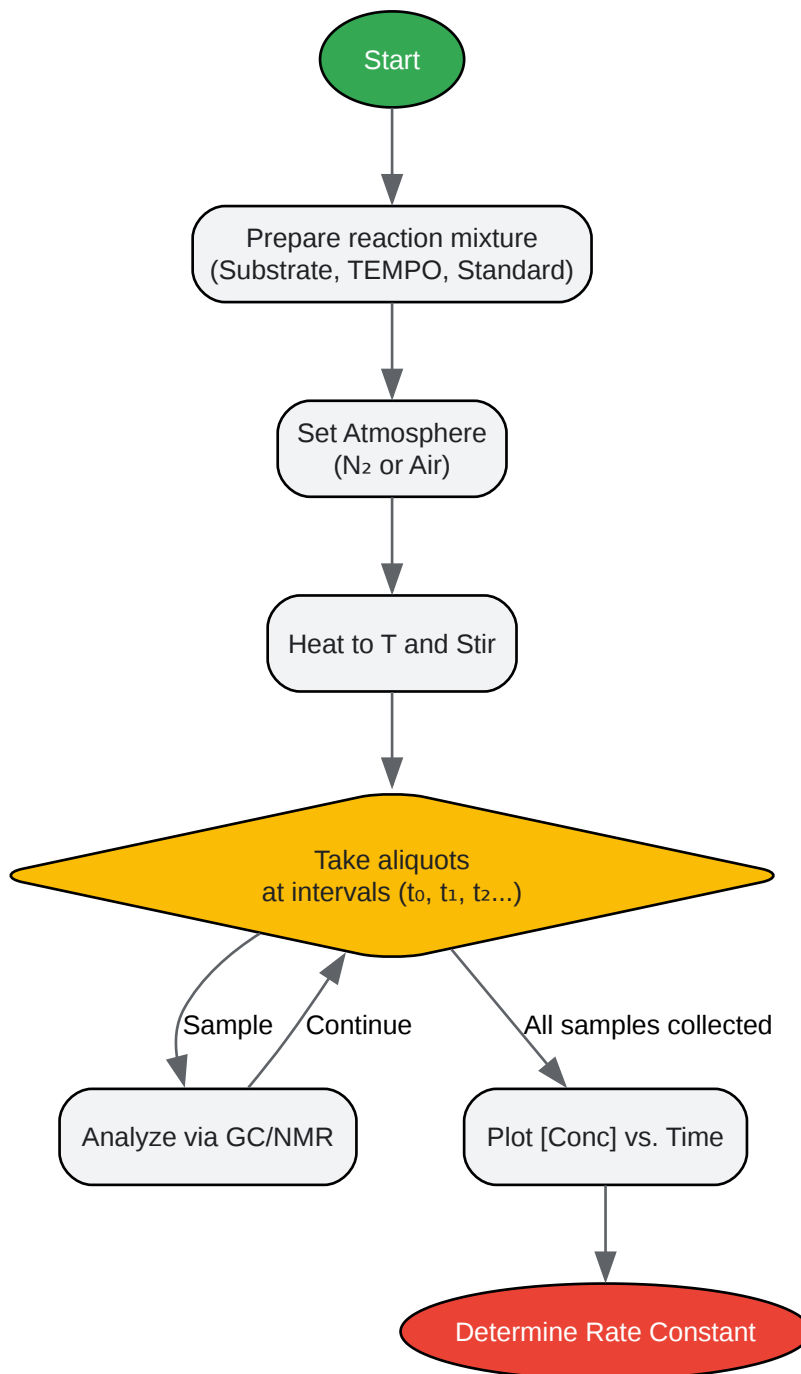 Start
Prepare reaction mixture
(Substrate, TEMPO, Standard)
Set Atmosphere
(N₂ or Air)
Heat to T and Stir
Take aliquots
at intervals (t₀, t₁, t₂...)
Sample
Continue
All samples collected
Analyze via GC/NMR
Plot [Conc] vs. Time
Determine Rate Constant